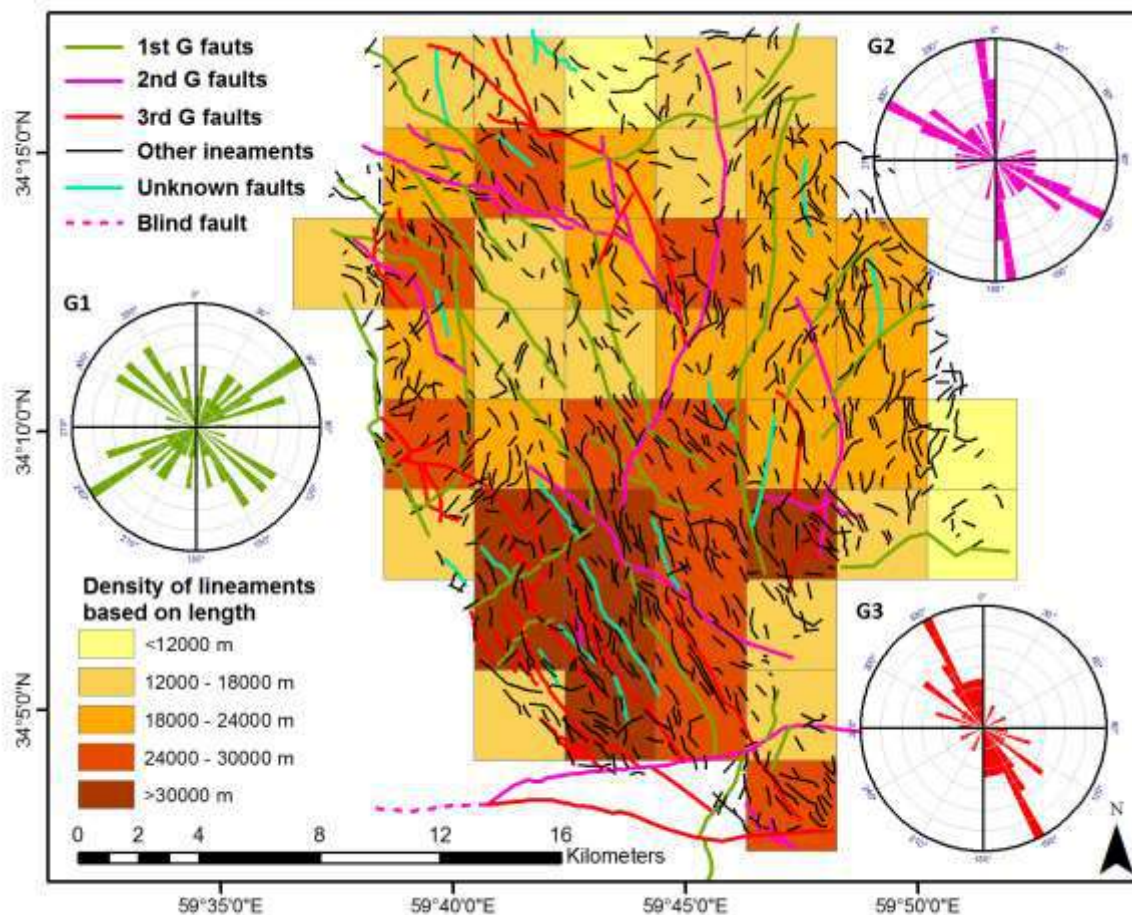 1st G fauts
2nd G faults
3rd G faults
Other ineaments
Unknown faults
Blind fault
G2
G1
G3
Density of lineaments
based on length
<12000 m
12000 - 18000 m
18000 - 24000 m
24000 - 30000 m
>30000 m
0 2 4 8 12 16
Kilometers
N
34°15'0"N
34°10'0"N
34°5'0"N
59°35'0"E
59°40'0"E
59°45'0"E
59°50'0"E